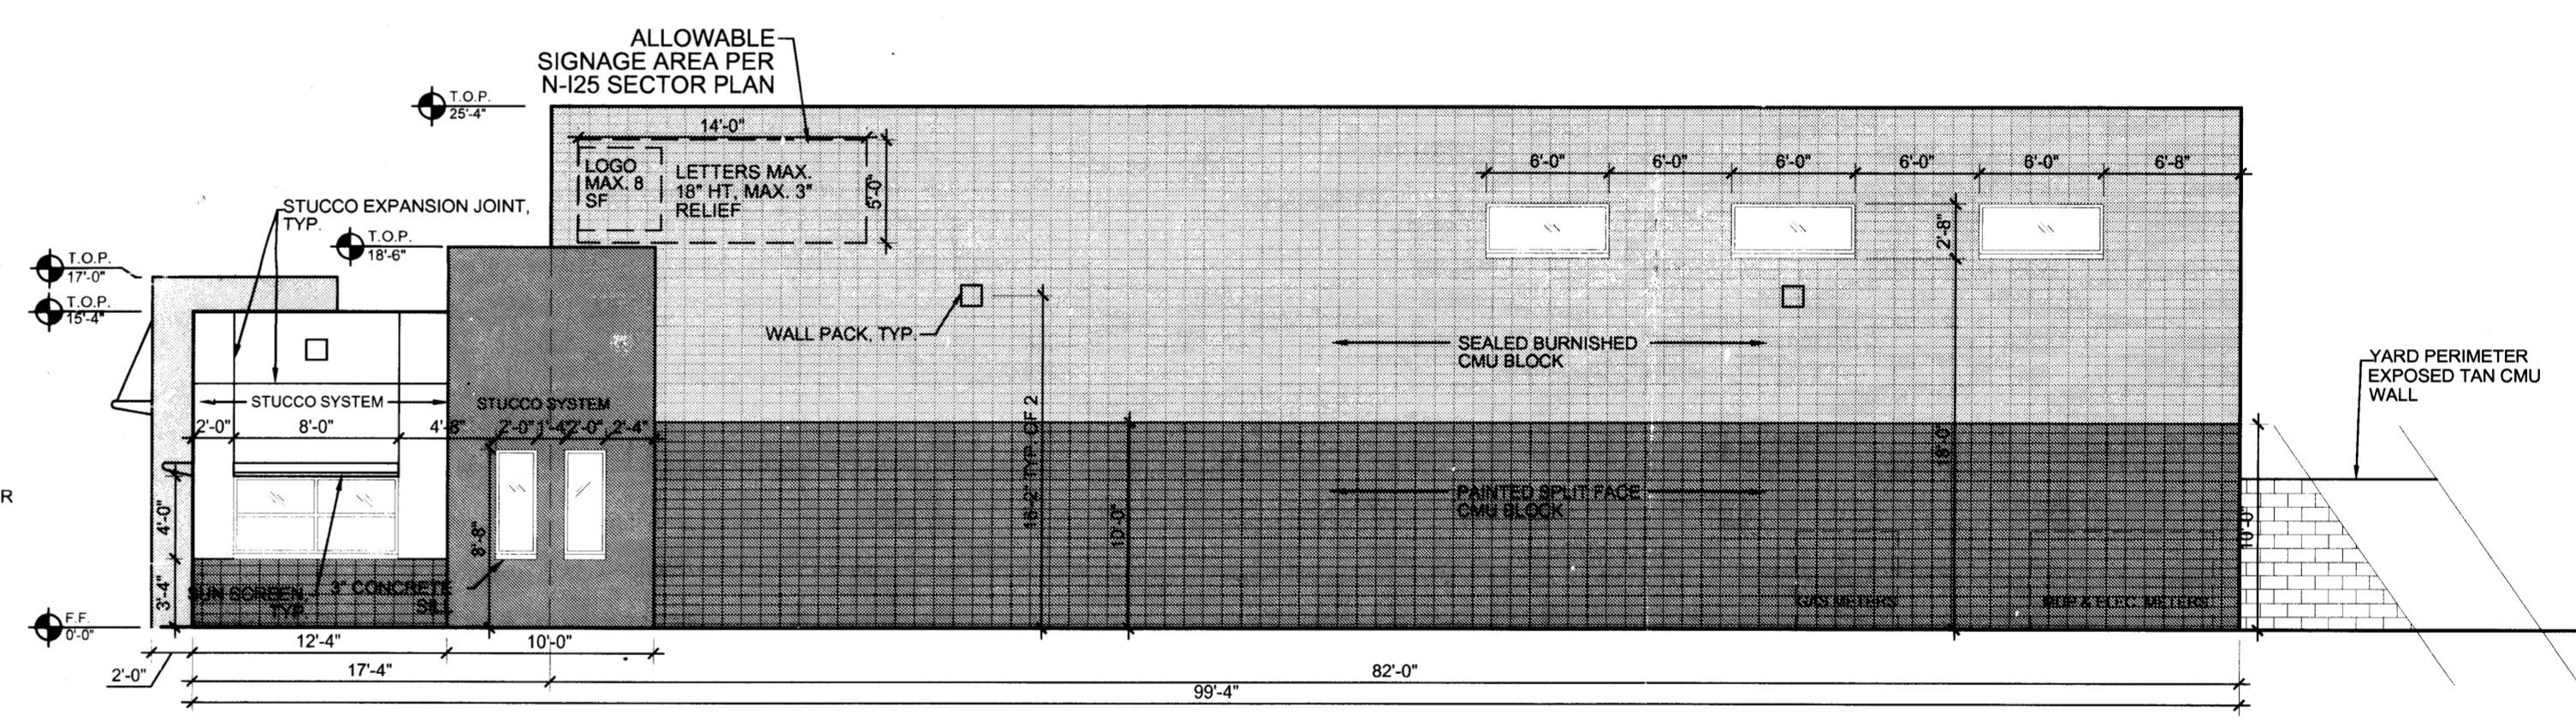 ALLOWABLE
SIGNAGE AREA PER
N-I25 SECTOR PLAN
T.O.P.
25'-4"
14'-0"
LOGO
MAX. 8
SF
LETTERS MAX.
18" HT, MAX. 3"
RELIEF
5'-0"
6'-0"
6'-0"
6'-0"
6'-0"
6'-0"
6'-8"
2'-8"
STUCCO EXPANSION JOINT,
TYP.
T.O.P.
18'-6"
T.O.P.
17'-0"
T.O.P.
15'-4"
WALL PACK, TYP.
SEALED BURNISHED
CMU BLOCK
YARD PERIMETER
EXPOSED TAN CMU
WALL
STUCCO SYSTEM
STUCCO SYSTEM
2'-0"
8'-0"
4'-8"
2'-0"
1'-4"
2'-0"
2'-4"
16'-2" TYP. OF 2
10'-0"
18'-0"
10'-0"
PAINTED SPLIT FACE
CMU BLOCK
R
4'-0"
8'-8"
3'-4"
SUN SCREEN,
TYP.
3" CONCRETE
SILL
GAS METERS
MDP & ELEC. METERS
F.F.
0'-0"
12'-4"
10'-0"
2'-0"
17'-4"
82'-0"
99'-4"